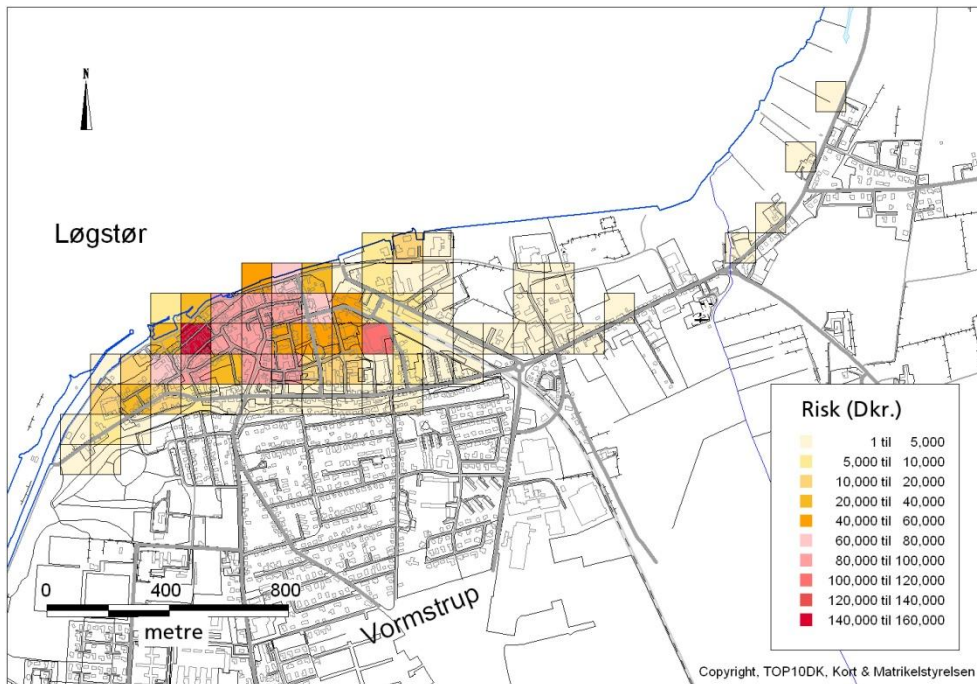 N
Løgstør
Risk (Dkr.)
1 til 5,000
5,000 til 10,000
10,000 til 20,000
20,000 til 40,000
40,000 til 60,000
60,000 til 80,000
80,000 til 100,000
100,000 til 120,000
120,000 til 140,000
140,000 til 160,000
0 400 800
metre
Vormstrup
Copyright, TOP10DK, Kort & Matrikelstyrelsen